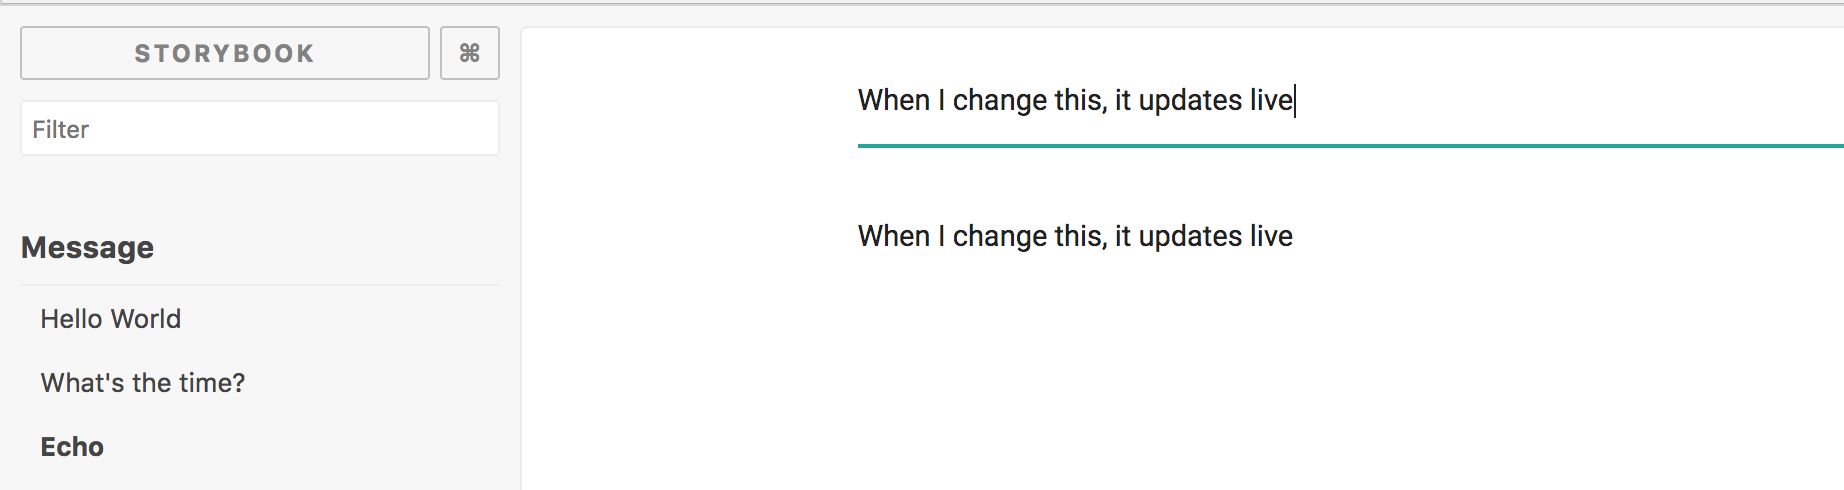 STORYBOOK ⌘
Filter
Message
Hello World
What's the time?
Echo
When I change this, it updates live
When I change this, it updates live